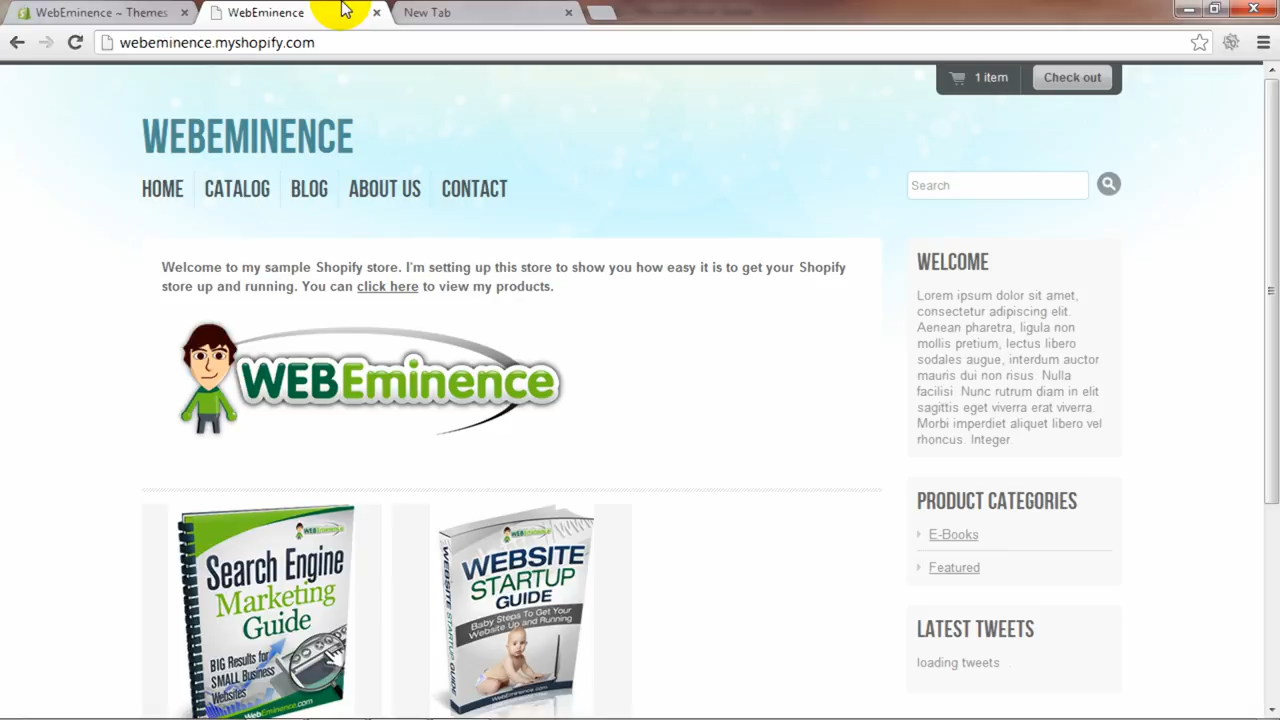 WebEminence ~ Themes
WebEminence
New Tab
webeminence.myshopify.com
1 item
Check out
WEBEMINENCE
HOME
CATALOG
BLOG
ABOUT US
CONTACT
Search
Welcome to my sample Shopify store. I'm setting up this store to show you how easy it is to get your Shopify
store up and running. You can click here to view my products.
WEBEminence
Search Engine
Marketing
Guide
BIG Results for
SMALL Business
Websites
WebEminence.com
WEBSITE
STARTUP
GUIDE
Baby Steps To Get Your
Website Up and Running
WEBSITE STARTUP GUIDE
WebEminence.com
WELCOME
Lorem ipsum dolor sit amet,
consectetur adipiscing elit.
Aenean pharetra, ligula non
mollis pretium, lectus libero
sodales augue, interdum auctor
mauris dui non risus. Nulla
facilisi. Nunc rutrum diam in elit
sagittis eget viverra erat viverra.
Morbi imperdiet aliquet libero vel
rhoncus. Integer
PRODUCT CATEGORIES
E-Books
Featured
LATEST TWEETS
loading tweets